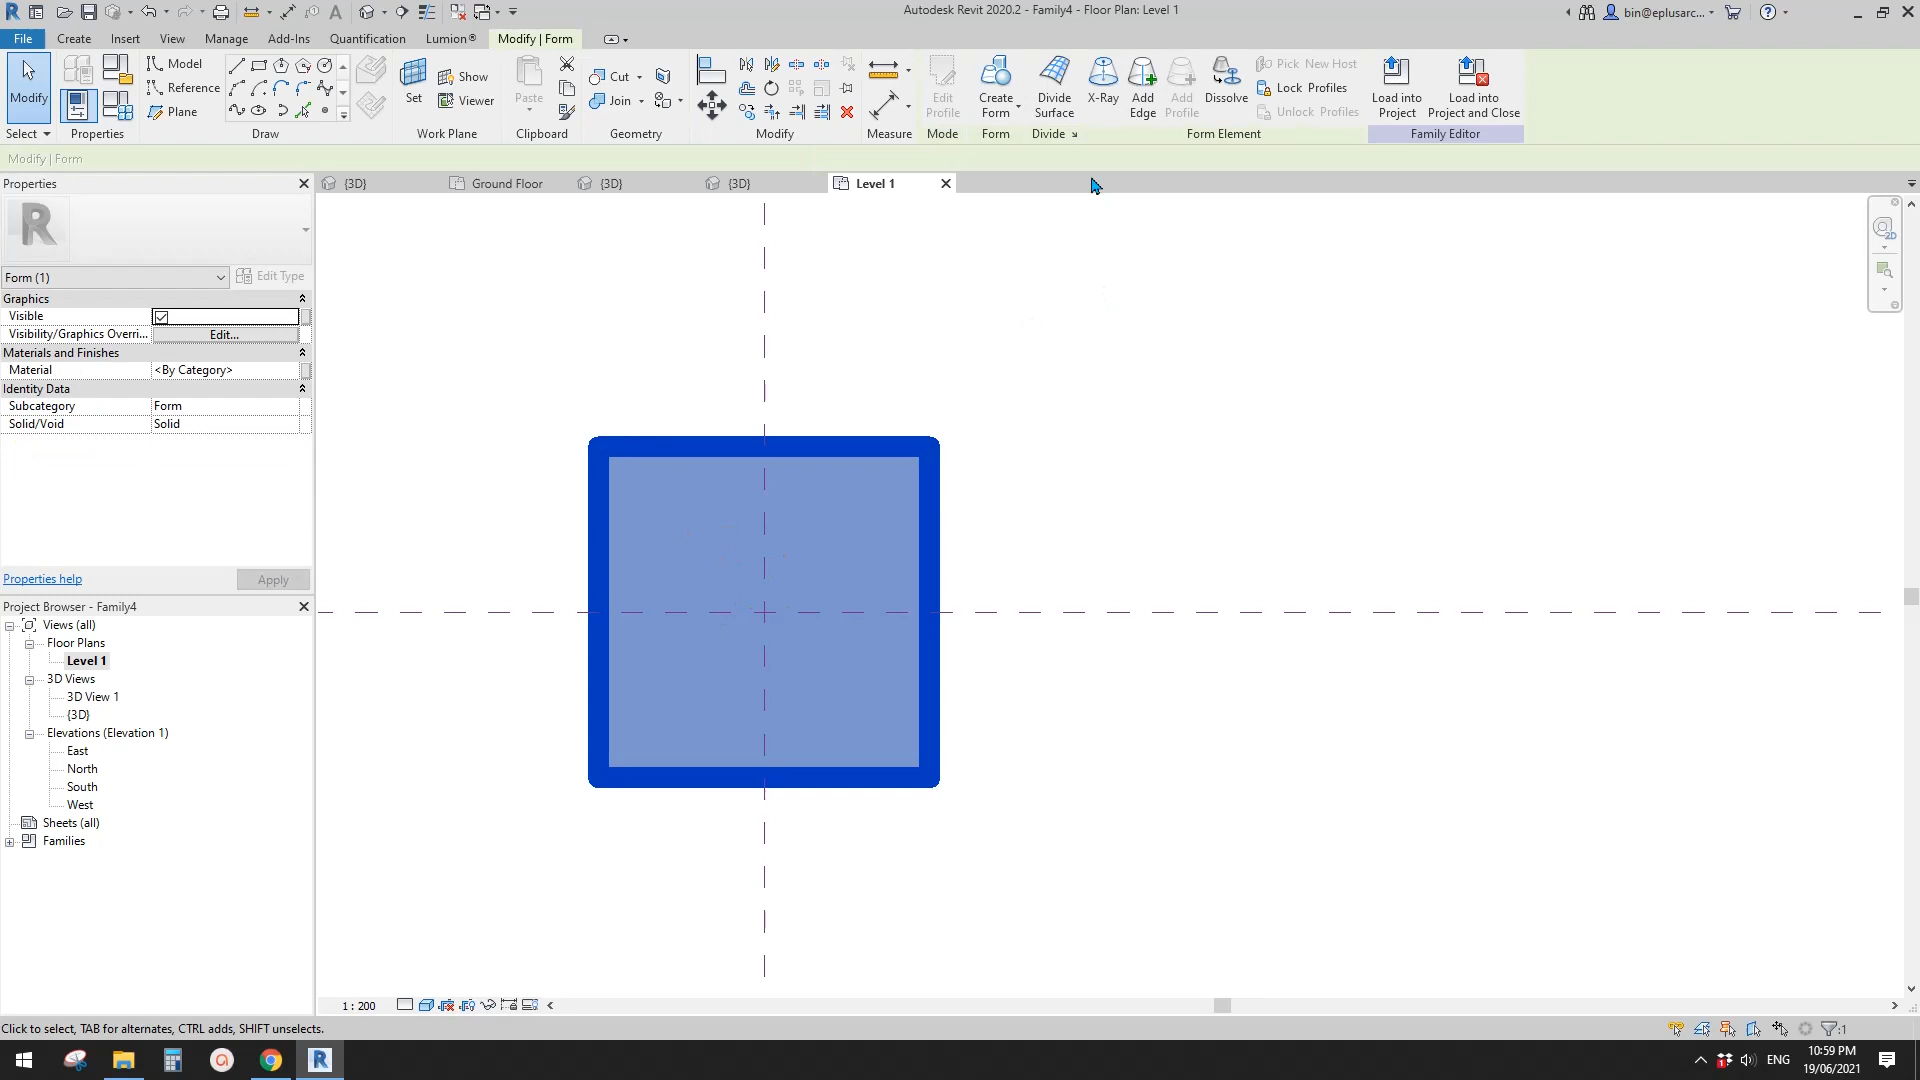 Autodesk Revit 2020.2 - Family4 - Floor Plan: Level 1
bin@eplusarc...
File Create Insert View Manage Add-Ins Quantification Lumion® Modify | Form
Modify
Select
Properties
Model
Reference
Plane
Draw
Set
Show
Viewer
Work Plane
Paste
Clipboard
Cut
Join
Geometry
Modify
Measure
Edit
Profile
Mode
Create
Form
Form
Divide
Surface
Divide
X-Ray
Add
Edge
Add
Profile
Dissolve
Pick New Host
Lock Profiles
Unlock Profiles
Form Element
Load into
Project
Load into
Project and Close
Family Editor
Modify | Form
Properties
{3D}
Ground Floor
{3D}
{3D}
Level 1
2D
R
Form (1)
Edit Type
Graphics
Visible
Visibility/Graphics Overri... Edit...
Materials and Finishes
Material <By Category>
Identity Data
Subcategory Form
Solid/Void Solid
Properties help
Apply
Project Browser - Family4
Views (all)
Floor Plans
Level 1
3D Views
3D View 1
{3D}
Elevations (Elevation 1)
East
North
South
West
Sheets (all)
Families
1 : 200
Click to select, TAB for alternates, CTRL adds, SHIFT unselects.
:1
ENG
10:59 PM
19/06/2021